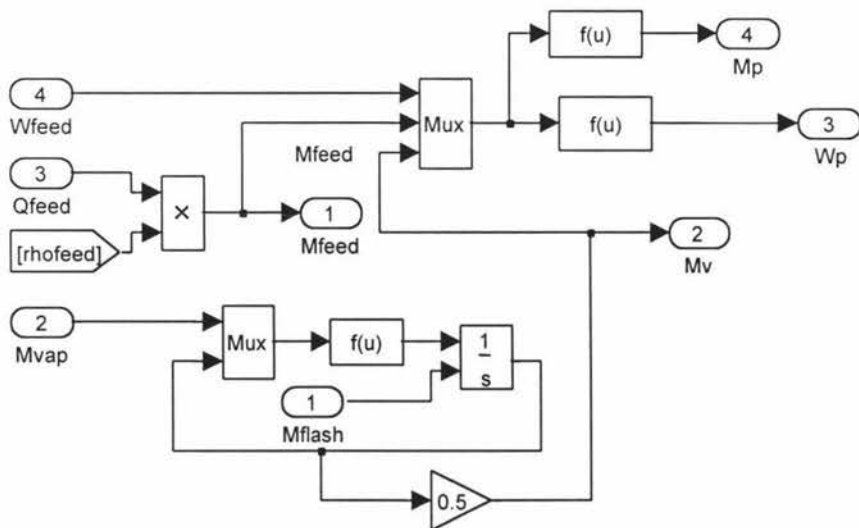 f(u)
4
Mp
4
Wfeed
Mux
f(u)
3
Wp
Mfeed
3
Qfeed
×
1
Mfeed
[rhofeed]
2
Mv
2
Mvap
Mux
f(u)
1
s
1
Mflash
0.5